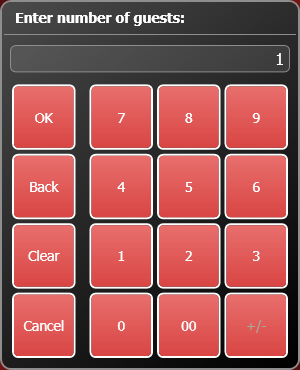 Enter number of guests:
1
OK 7 8 9
Back 4 5 6
Clear 1 2 3
Cancel 0 00 +/-